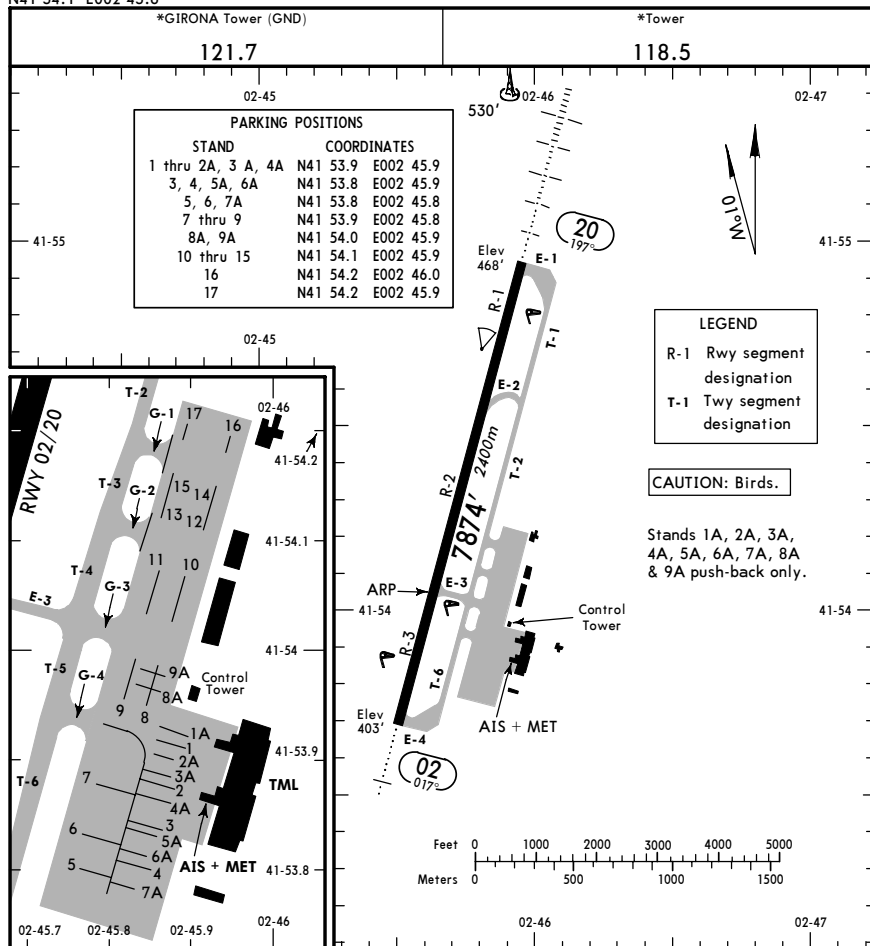 N41 54.1 E002 45.8
*GIRONA Tower (GND)
121.7
*Tower
118.5
02-45
02-46
02-47
530'
PARKING POSITIONS
STAND COORDINATES
1 thru 2A, 3 A, 4A N41 53.9 E002 45.9
3, 4, 5A, 6A N41 53.8 E002 45.9
5, 6, 7A N41 53.8 E002 45.8
7 thru 9 N41 53.9 E002 45.8
8A, 9A N41 54.0 E002 45.9
10 thru 15 N41 54.1 E002 45.9
16 N41 54.2 E002 46.0
17 N41 54.2 E002 45.9
01°W
41-55
41-55
20
197°
Elev
468'
E-1
R-1
T-1
LEGEND
R-1 Rwy segment
designation
T-1 Twy segment
designation
E-2
R-2
2400m
7874'
T-2
CAUTION: Birds.
Stands 1A, 2A, 3A,
4A, 5A, 6A, 7A, 8A
& 9A push-back only.
ARP
E-3
41-54
41-54
Control
Tower
R-3
T-6
AIS + MET
Elev
403'
E-4
02
017°
Feet 0 1000 2000 3000 4000 5000
Meters 0 500 1000 1500
02-46
02-47
02-45
02-46
T-2
G-1
17
16
41-54.2
RWY 02/20
T-3
G-2
15
14
13
12
41-54.1
T-4
11
10
G-3
E-3
41-54
T-5
G-4
9A
8A
Control
Tower
9
8
1A
1
2A
41-53.9
3A
2
T-6
7
4A
TML
3
6
5A
6A
AIS + MET
5
4
41-53.8
7A
02-45.7
02-45.8
02-45.9
02-46